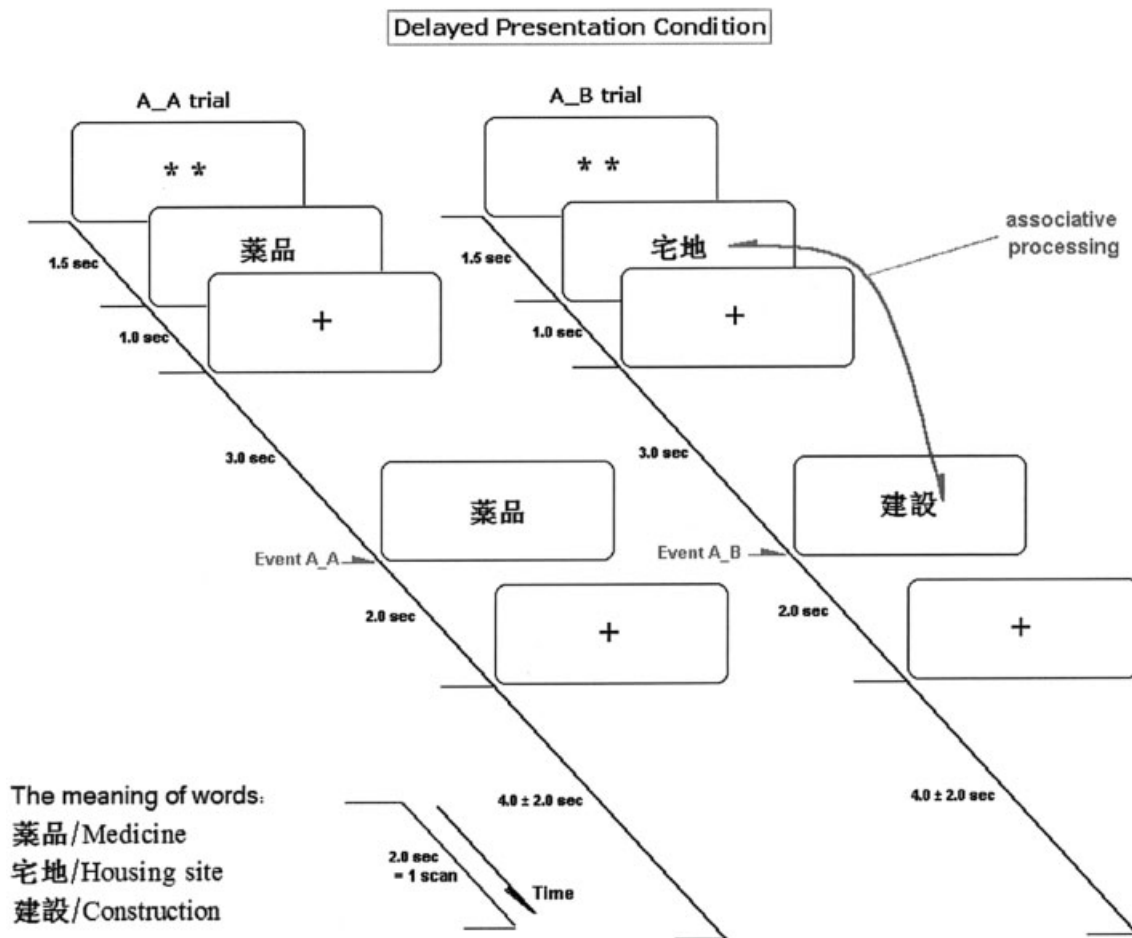 Delayed Presentation Condition
A_A trial
A_B trial
* *
* *
薬品
宅地
associative
processing
1.5 sec
1.5 sec
+
+
1.0 sec
1.0 sec
3.0 sec
3.0 sec
薬品
建設
Event A_A
Event A_B
2.0 sec
2.0 sec
+
+
4.0 ± 2.0 sec
4.0 ± 2.0 sec
The meaning of words:
薬品/Medicine
宅地/Housing site
建設/Construction
2.0 sec
= 1 scan
Time